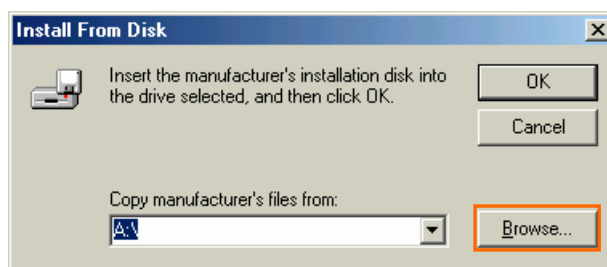 Install From Disk
Insert the manufacturer's installation disk into
the drive selected, and then click OK.
OK
Cancel
Copy manufacturer's files from:
A:\
Browse...